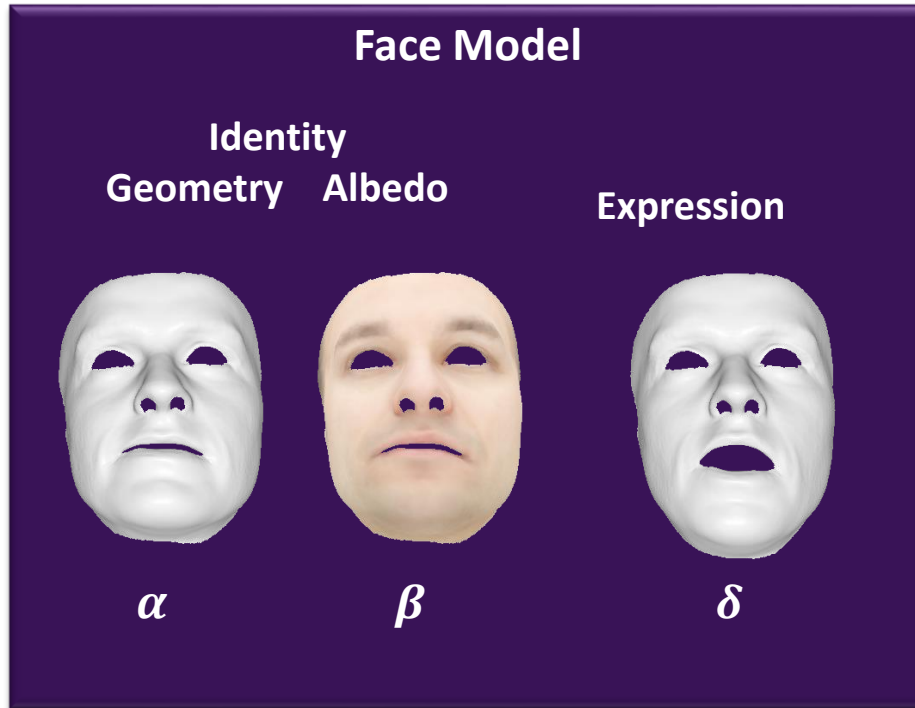 Face Model
Identity
Geometry Albedo
Expression
α β δ